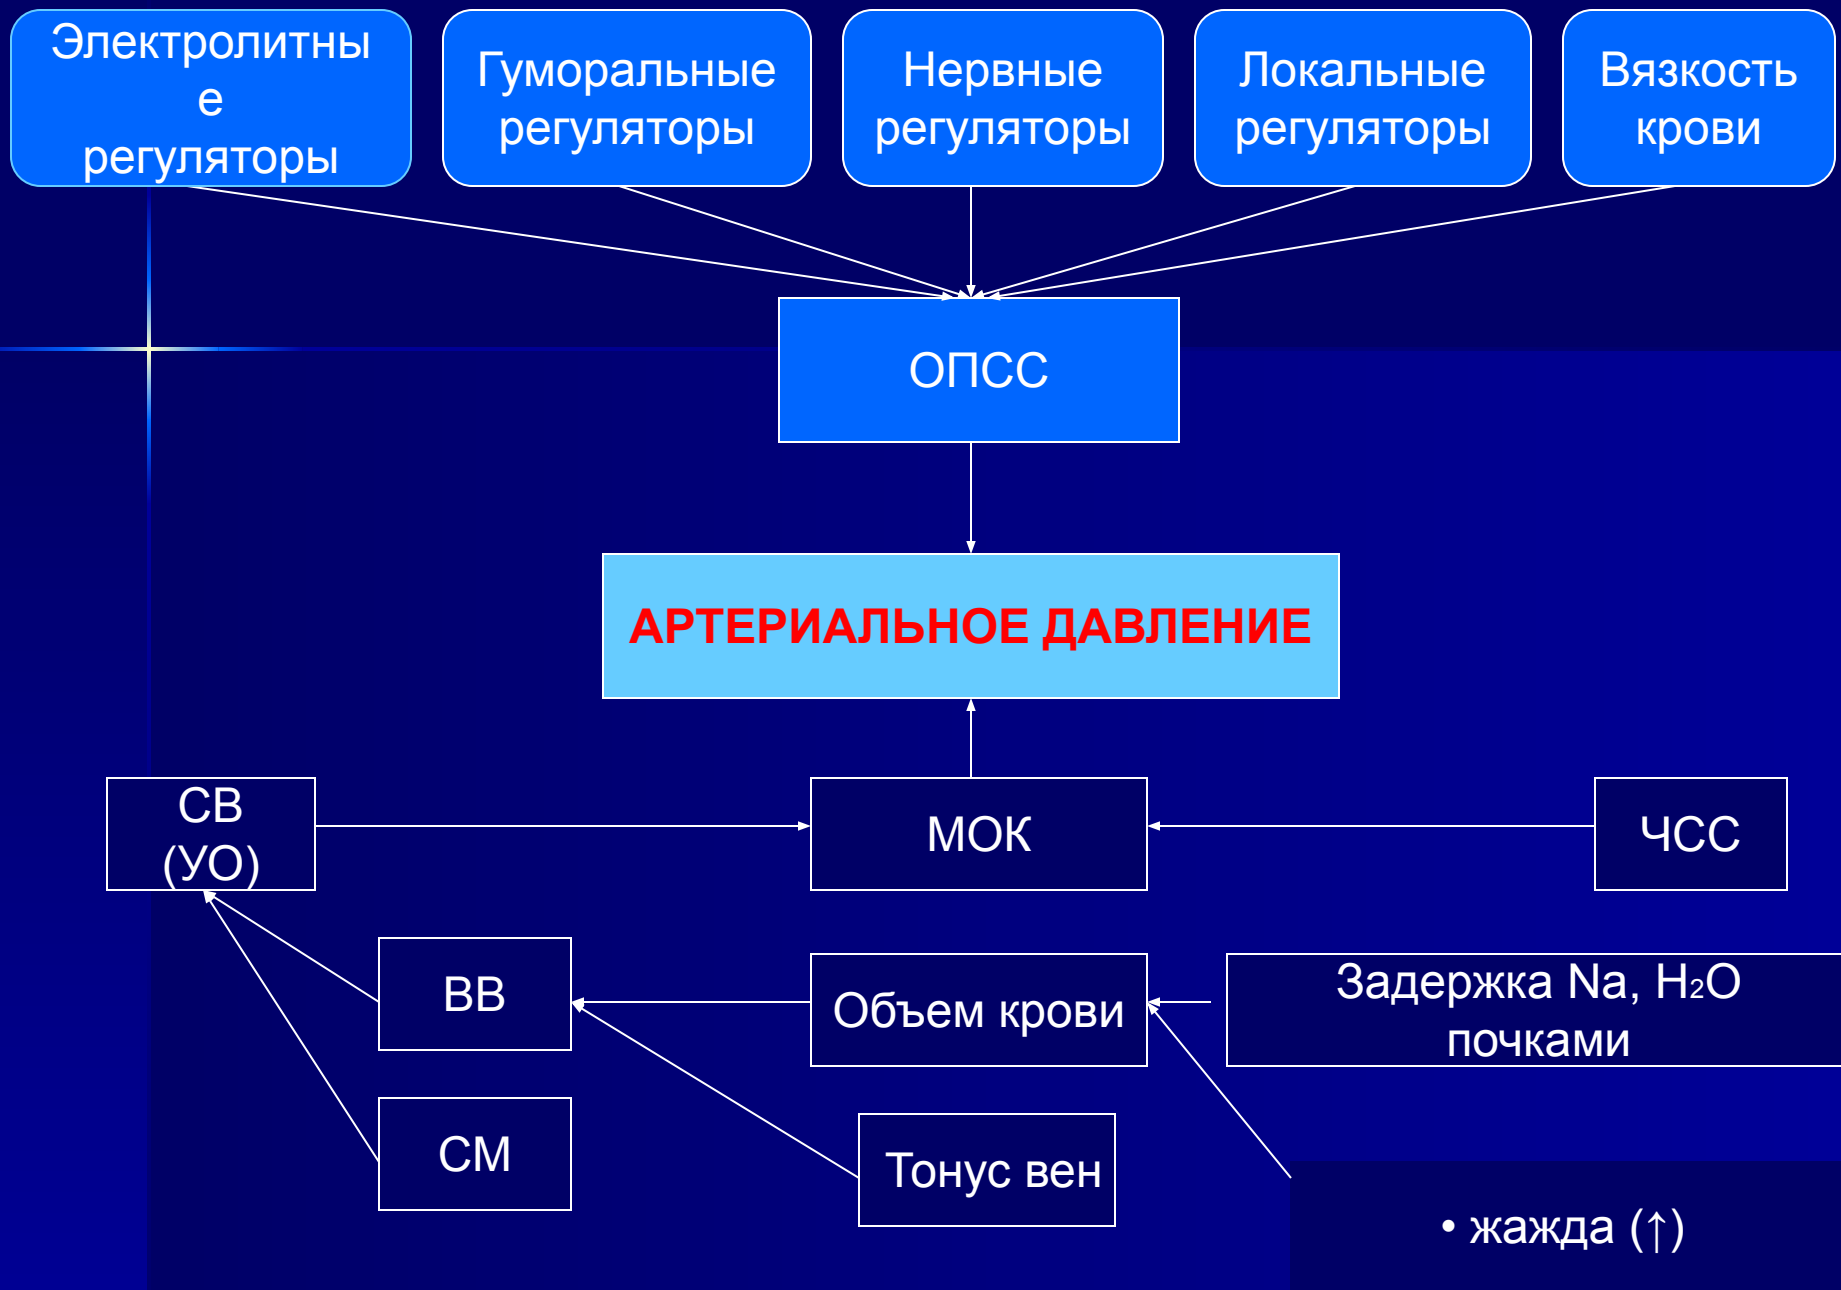 Электролитны
е
регуляторы
Гуморальные
регуляторы
Нервные
регуляторы
Локальные
регуляторы
Вязкость
крови
ОПСС
АРТЕРИАЛЬНОЕ ДАВЛЕНИЕ
СВ
(УО)
МОК
ЧСС
ВВ
Объем крови
Задержка Na, H₂O
почками
СМ
Тонус вен
• жажда (↑)